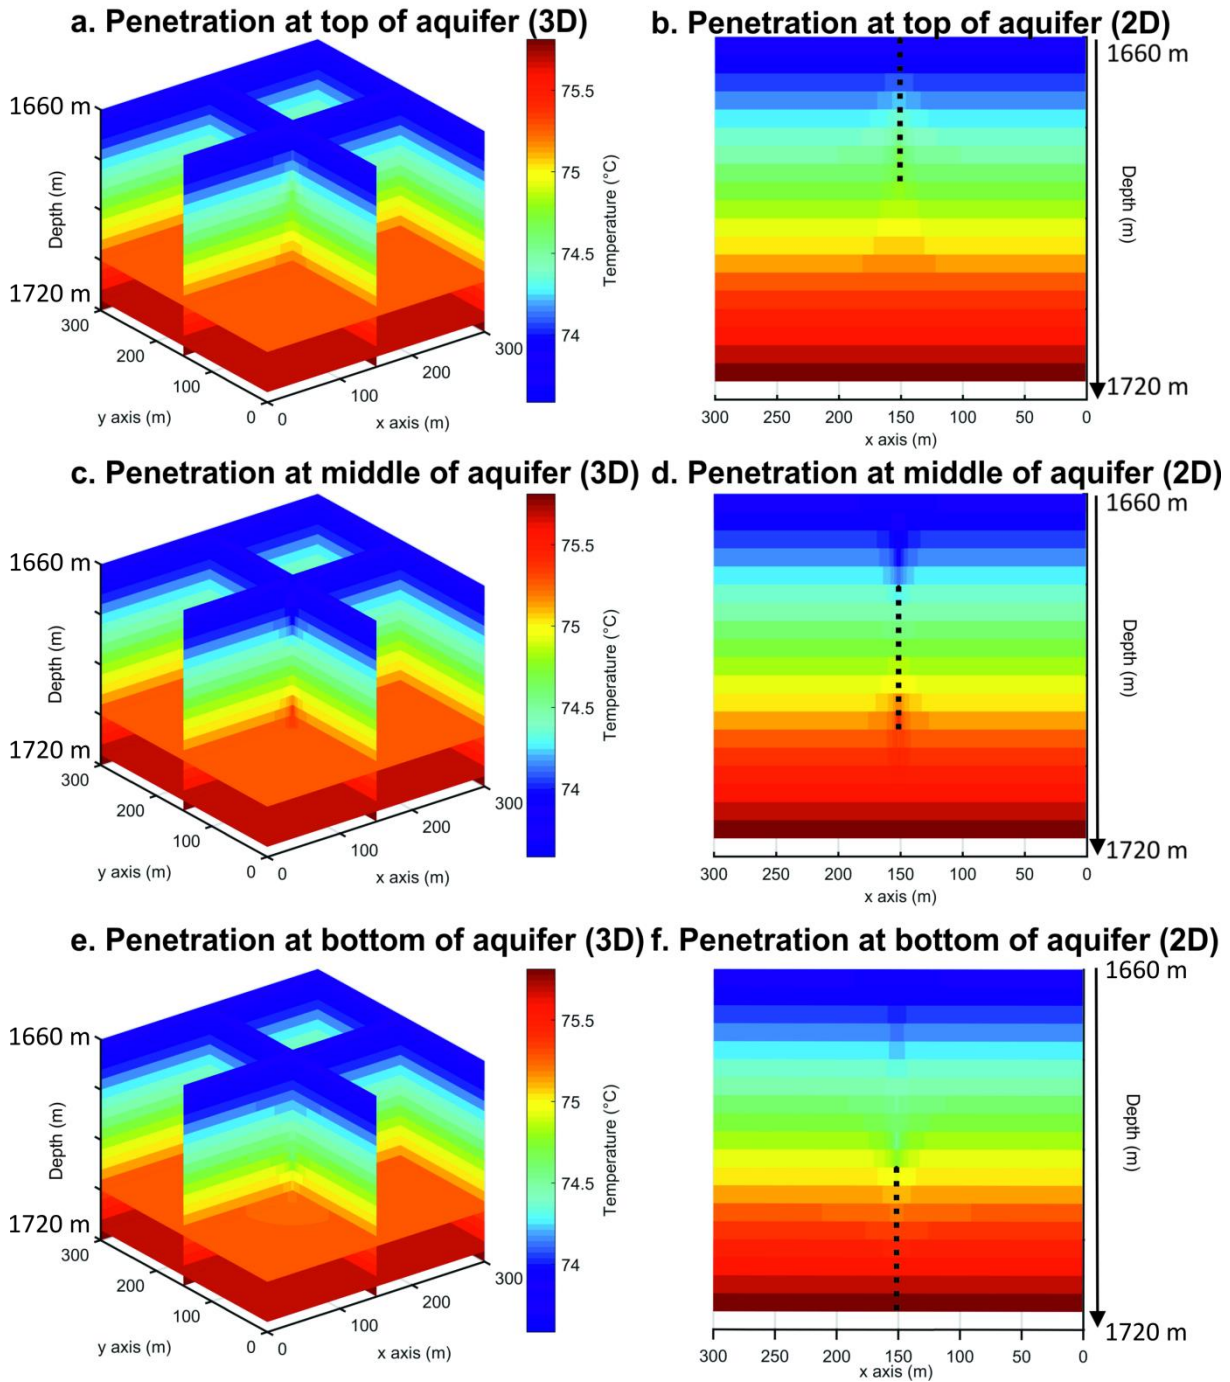 a. Penetration at top of aquifer (3D)
b. Penetration at top of aquifer (2D)
1660 m
1720 m
Depth (m)
300
200
100
0
y axis (m)
0
100
200
300
x axis (m)
75.5
75
74.5
74
Temperature (°C)
1660 m
Depth (m)
1720 m
300
250
200
150
100
50
0
x axis (m)
c. Penetration at middle of aquifer (3D)
d. Penetration at middle of aquifer (2D)
1660 m
1720 m
Depth (m)
300
200
100
0
y axis (m)
0
100
200
300
x axis (m)
75.5
75
74.5
74
Temperature (°C)
1660 m
Depth (m)
1720 m
300
250
200
150
100
50
0
x axis (m)
e. Penetration at bottom of aquifer (3D)
f. Penetration at bottom of aquifer (2D)
1660 m
1720 m
Depth (m)
300
200
100
0
y axis (m)
0
100
200
300
x axis (m)
75.5
75
74.5
74
Temperature (°C)
1660 m
Depth (m)
1720 m
300
250
200
150
100
50
0
x axis (m)